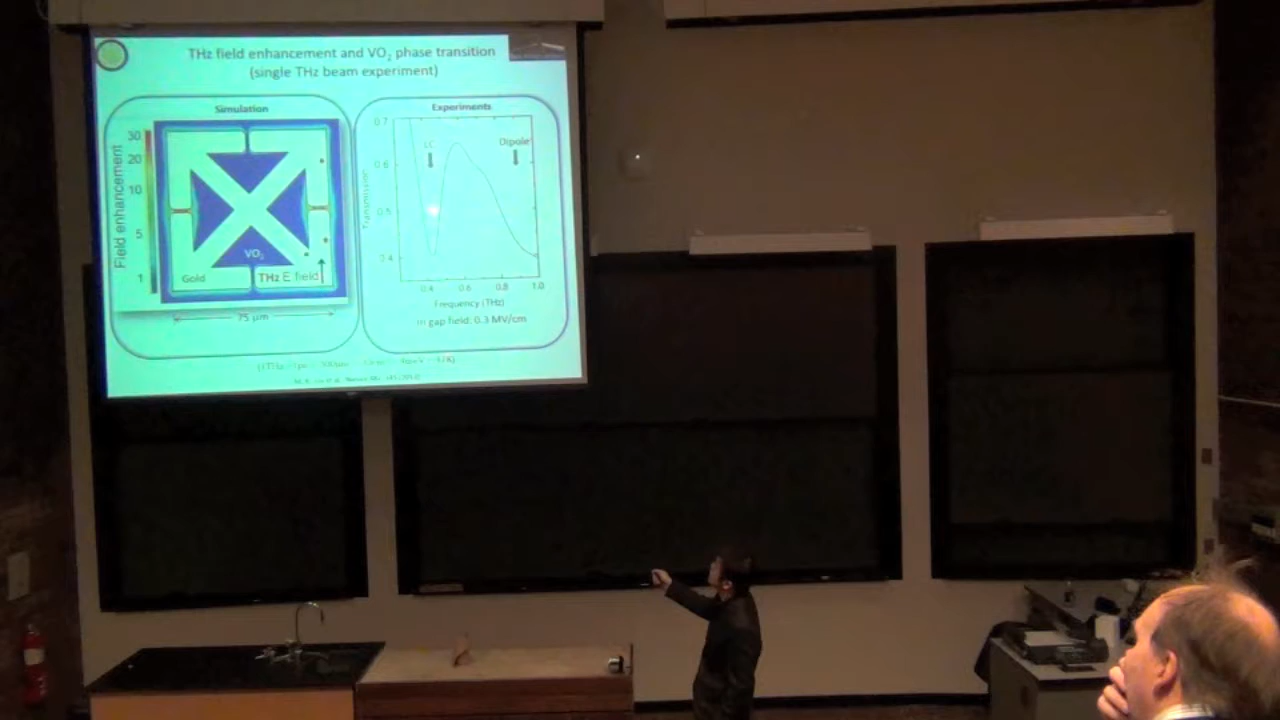 THz field enhancement and VO2 phase transition
(single THz beam experiment)
Simulation
Field enhancement
30
20
10
5
1
VO2
Gold
THz E field
75 μm
Experiments
0.7
0.6
0.5
0.4
Transmission
LC
Dipole
0.4
0.6
0.8
1.0
Frequency (THz)
In gap field: 0.3 MV/cm